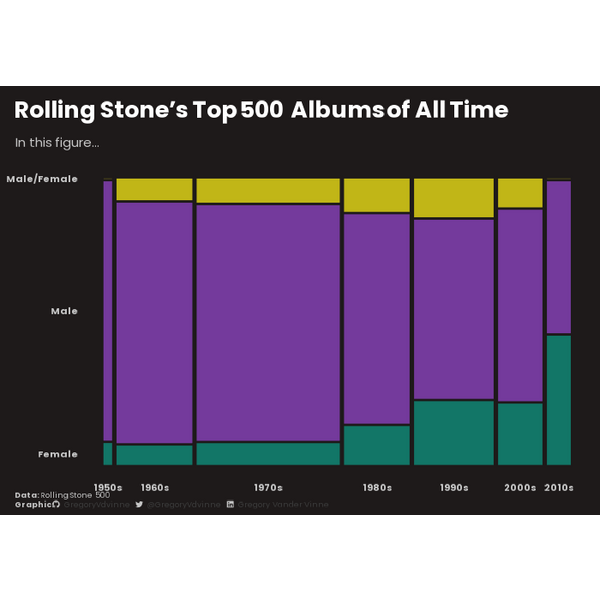 Rolling Stone’s Top 500 Albums of All Time
In this figure...
Male/Female
Male
Female
1950s 1960s 1970s 1980s 1990s 2000s 2010s
Data: Rolling Stone 500
Graphic: GregoryVdvinne @GregoryVdvinne Gregory Vander Vinne